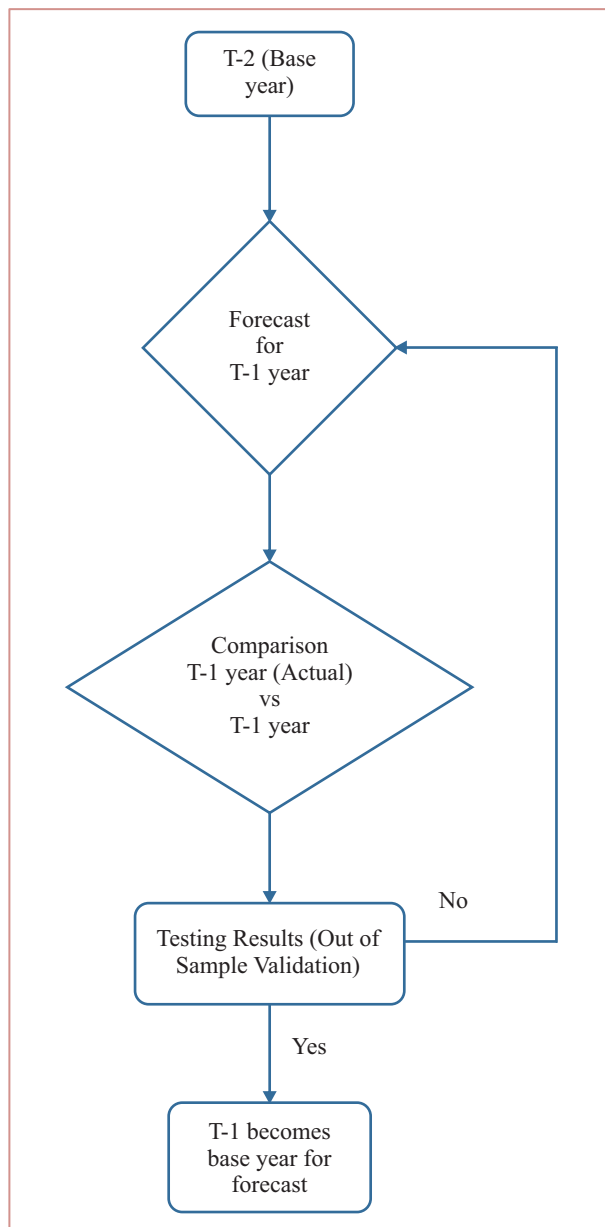 T-2 (Base
year)
Forecast
for
T-1 year
Comparison
T-1 year (Actual)
vs
T-1 year
No
Testing Results (Out of
Sample Validation)
Yes
T-1 becomes
base year for
forecast